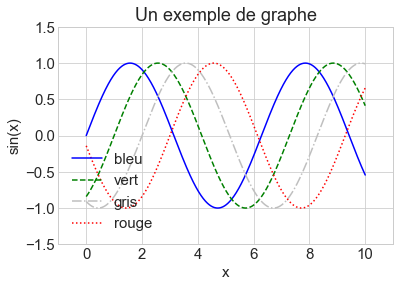 Un exemple de graphe
1.5
1.0
0.5
0.0
−0.5
−1.0
−1.5
sin(x)
bleu
vert
gris
rouge
0 2 4 6 8 10
x